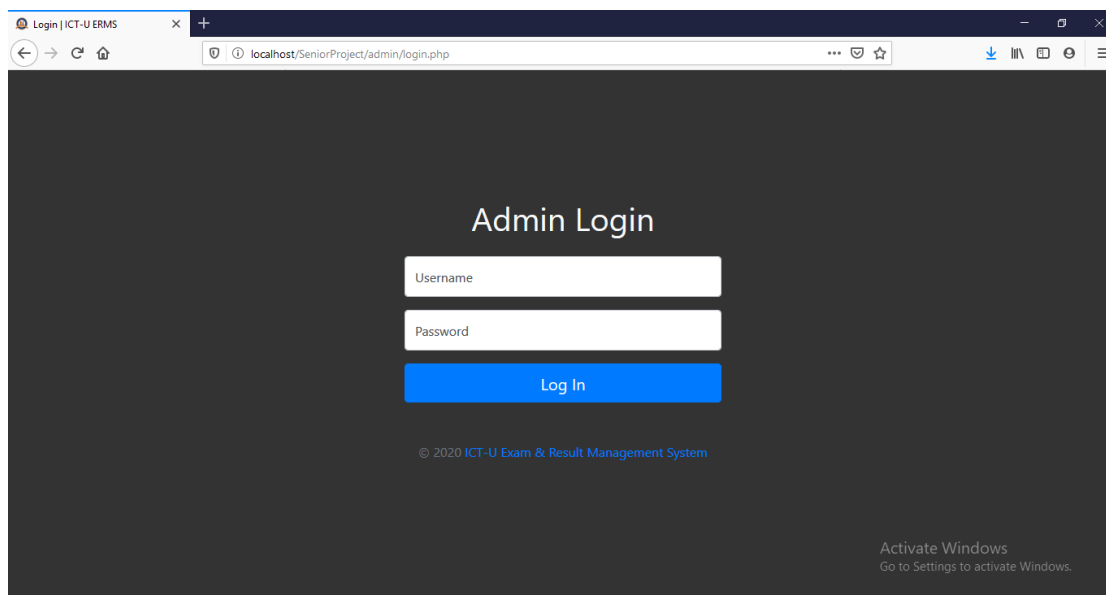 Login | ICT-U ERMS
localhost/SeniorProject/admin/login.php
Admin Login
Username
Password
Log In
© 2020 ICT-U Exam & Result Management System
Activate Windows
Go to Settings to activate Windows.